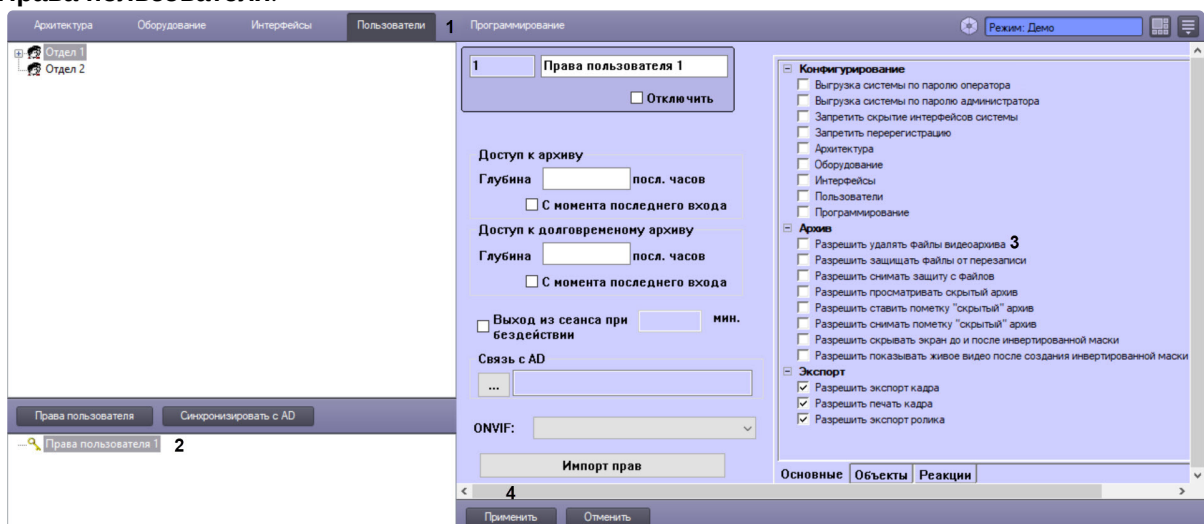 Права пользователя.
Архитектура Оборудование Интерфейсы Пользователи 1 Программирование Режим: Демо
Отдел 1
Отдел 2
1 Права пользователя 1
Отключить
Доступ к архиву
Глубина посл. часов
С момента последнего входа
Доступ к долговременому архиву
Глубина посл. часов
С момента последнего входа
Выход из сеанса при мин.
бездействии
Связь с AD
...
ONVIF:
Импорт прав
Конфигурирование
Выгрузка системы по паролю оператора
Выгрузка системы по паролю администратора
Запретить скрытие интерфейсов системы
Запретить перерегистрацию
Архитектура
Оборудование
Интерфейсы
Пользователи
Программирование
Архив
Разрешить удалять файлы видеоархива 3
Разрешить защищать файлы от перезаписи
Разрешить снимать защиту с файлов
Разрешить просматривать скрытый архив
Разрешить ставить пометку "скрытый" архив
Разрешить снимать пометку "скрытый" архив
Разрешить скрывать экран до и после инвертированной маски
Разрешить показывать живое видео после создания инвертированной маски
Экспорт
Разрешить экспорт кадра
Разрешить печать кадра
Разрешить экспорт ролика
Основные Объекты Реакции
Права пользователя Синхронизировать с AD
Права пользователя 1 2
4
Применить Отменить